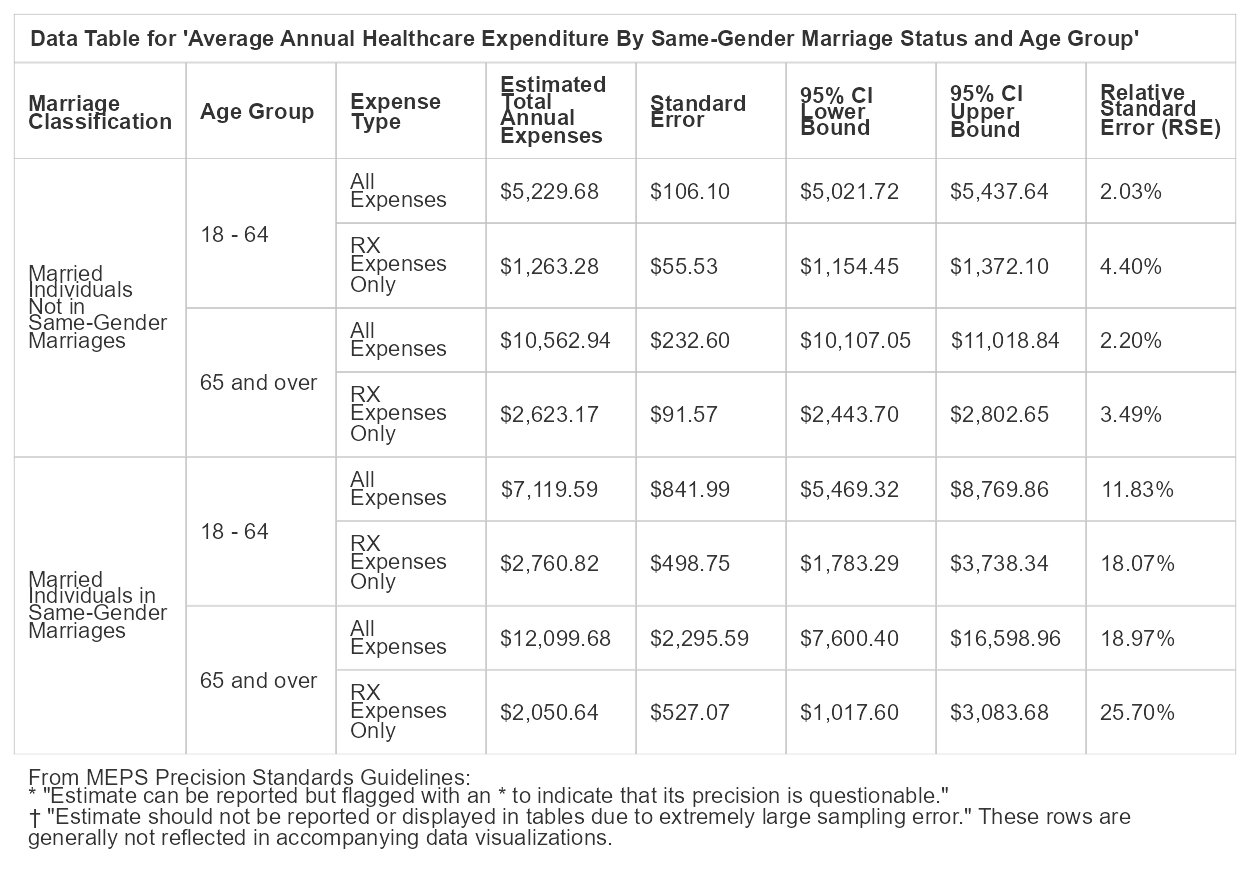 Data Table for 'Average Annual Healthcare Expenditure By Same-Gender Marriage Status and Age Group'
Marriage Classification | Age Group | Expense Type | Estimated Total Annual Expenses | Standard Error | 95% CI Lower Bound | 95% CI Upper Bound | Relative Standard Error (RSE)
Married Individuals Not in Same-Gender Marriages | 18 - 64 | All Expenses | $5,229.68 | $106.10 | $5,021.72 | $5,437.64 | 2.03%
RX Expenses Only | $1,263.28 | $55.53 | $1,154.45 | $1,372.10 | 4.40%
65 and over | All Expenses | $10,562.94 | $232.60 | $10,107.05 | $11,018.84 | 2.20%
RX Expenses Only | $2,623.17 | $91.57 | $2,443.70 | $2,802.65 | 3.49%
Married Individuals in Same-Gender Marriages | 18 - 64 | All Expenses | $7,119.59 | $841.99 | $5,469.32 | $8,769.86 | 11.83%
RX Expenses Only | $2,760.82 | $498.75 | $1,783.29 | $3,738.34 | 18.07%
65 and over | All Expenses | $12,099.68 | $2,295.59 | $7,600.40 | $16,598.96 | 18.97%
RX Expenses Only | $2,050.64 | $527.07 | $1,017.60 | $3,083.68 | 25.70%
From MEPS Precision Standards Guidelines:
* "Estimate can be reported but flagged with an * to indicate that its precision is questionable."
† "Estimate should not be reported or displayed in tables due to extremely large sampling error." These rows are
generally not reflected in accompanying data visualizations.